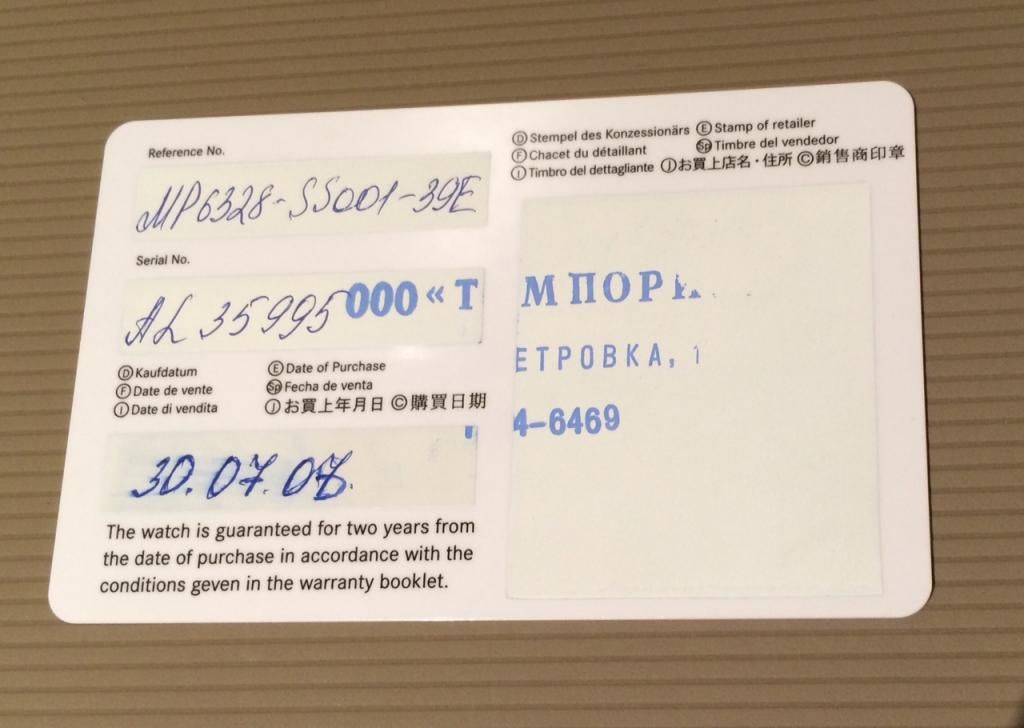 Reference No.
MP6328-SS001-39E
Serial No.
AL 35995
Ⓓ Kaufdatum Ⓔ Date of Purchase
Ⓕ Date de vente Ⓢⓟ Fecha de venta
Ⓘ Date di vendita Ⓙ お買上年月日 Ⓒ 購買日期
30.07.08.
The watch is guaranteed for two years from
the date of purchase in accordance with the
conditions geven in the warranty booklet.
Ⓓ Stempel des Konzessionärs Ⓔ Stamp of retailer
Ⓕ Chacet du détaillant Ⓢⓟ Timbre del vendedor
Ⓘ Timbro del dettagliante Ⓙ お買上店名・住所 Ⓒ 銷售商印章
ООО «Т МПОР
ЕТРОВКА, 1
4-6469